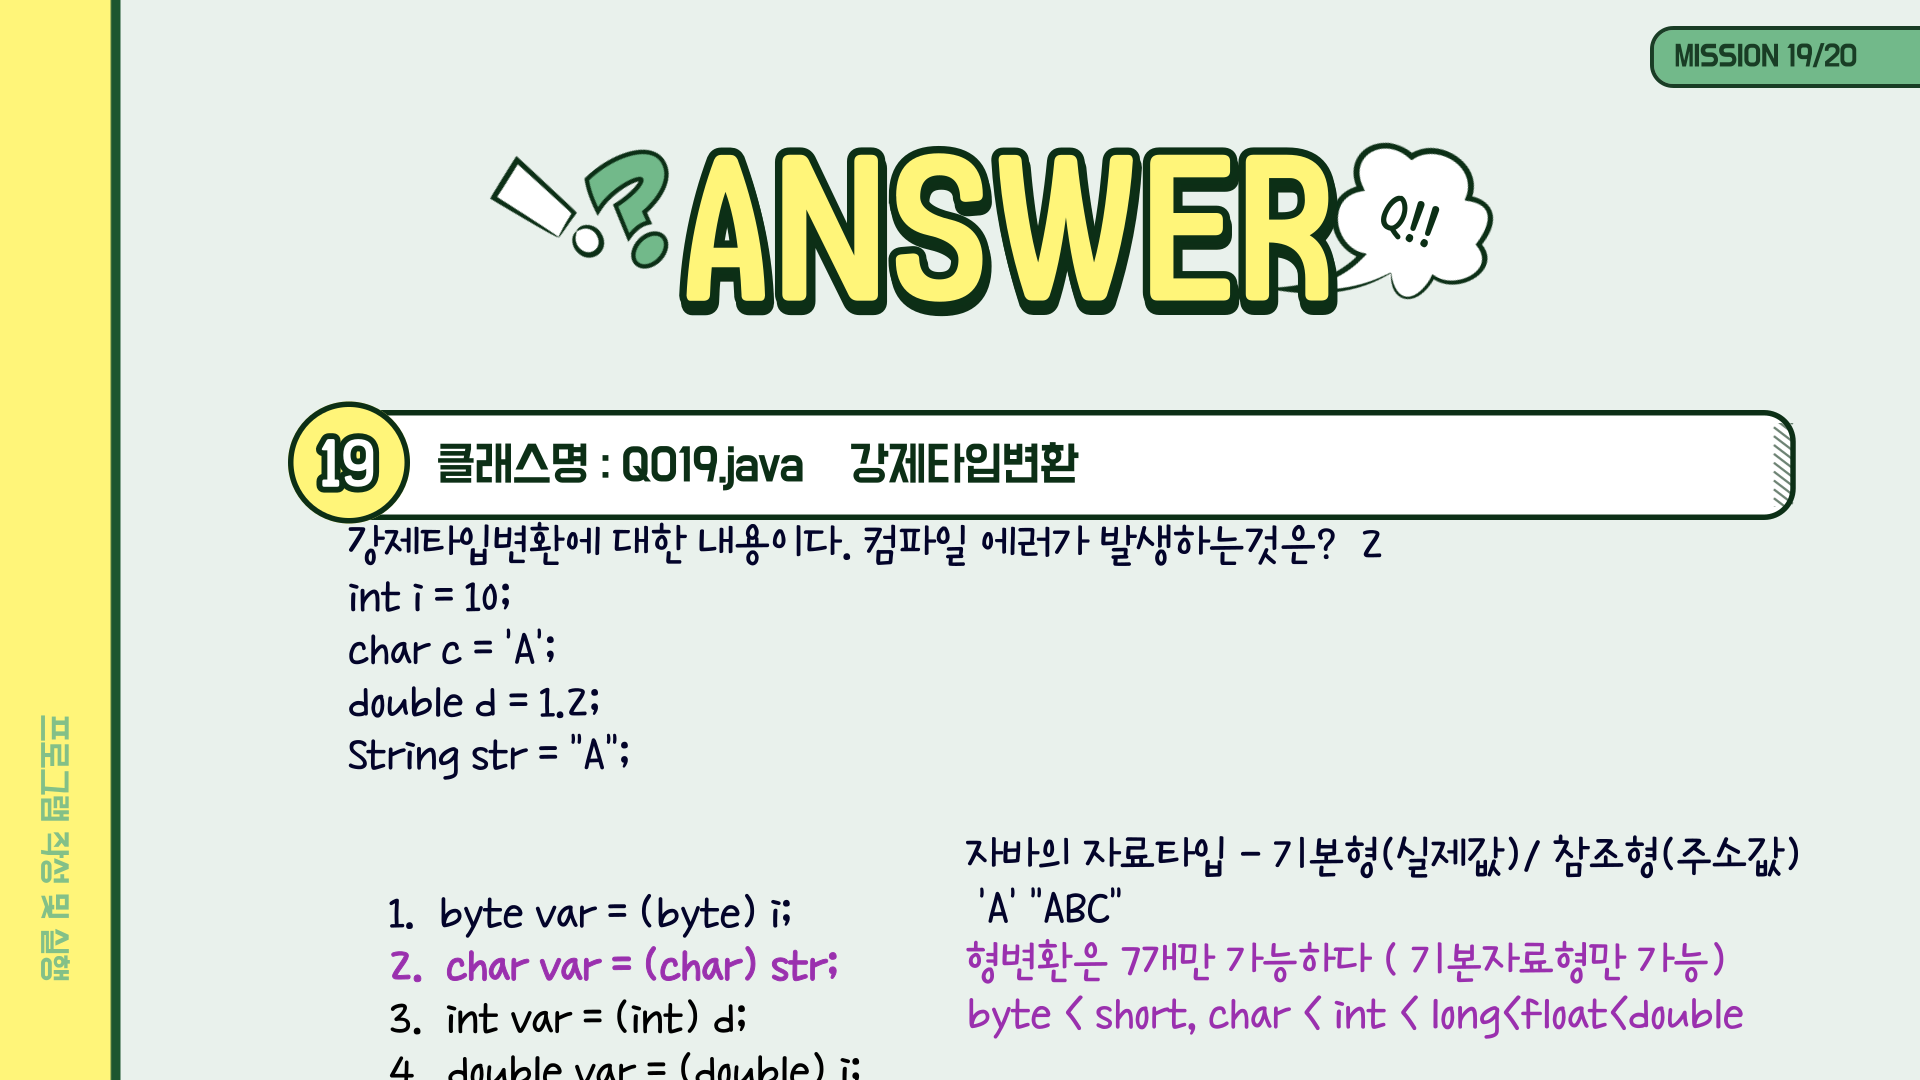 MISSION 19/20
!?ANSWER
Q!!
19
클래스명 : Q019.java 강제타입변환
강제타입변환에 대한 내용이다. 컴파일 에러가 발생하는것은? 2
int i = 10;
char c = 'A';
double d = 1.2;
String str = "A";
1. byte var = (byte) i;
2. char var = (char) str;
3. int var = (int) d;
4 double var = (double) i;
자바의 자료타입 - 기본형(실제값)/ 참조형(주소값)
'A' "ABC"
형변환은 7개만 가능하다 ( 기본자료형만 가능)
byte < short, char < int < long<float<double
프로그램 작성 및 실행